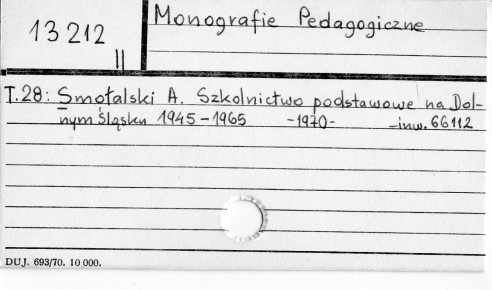 13 212
II
Monografie Pedagogiczne
T.28: Smołalski A. Szkolnictwo podstawowe na Dol-
nym Śląsku 1945-1965 -1970- -inw. 66112
DUJ. 693/70. 10 000.